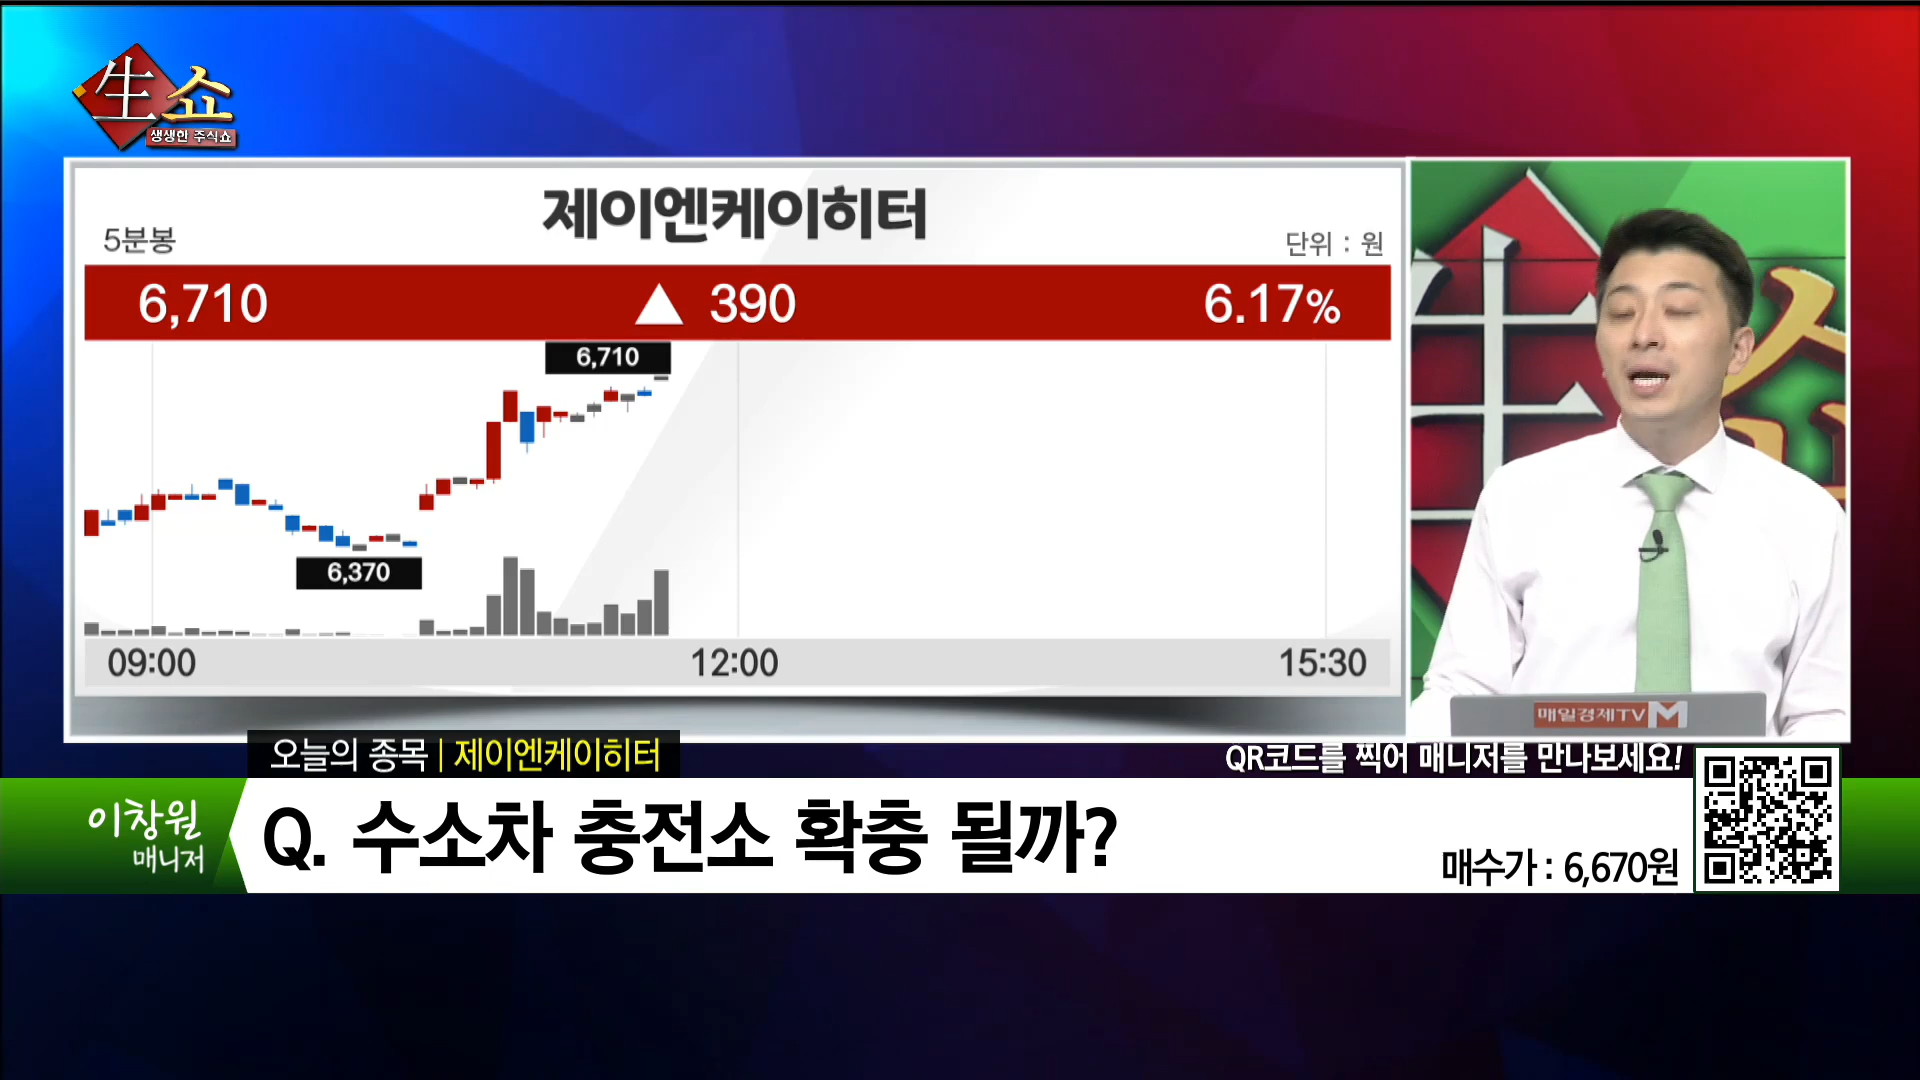 生쇼
생생한 주식쇼
제이엔케이히터
5분봉
단위 : 원
6,710 ▲ 390 6.17%
6,710
6,370
09:00 12:00 15:30
매일경제TV M
오늘의 종목 | 제이엔케이히터
QR코드를 찍어 매니저를 만나보세요!
이창원
매니저
Q. 수소차 충전소 확충 될까?
매수가 : 6,670원